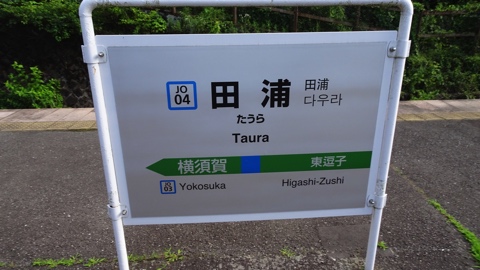 JO
04
田浦
たうら
Taura
田浦
다우라
横須賀
東逗子
JO
03
Yokosuka
Higashi-Zushi